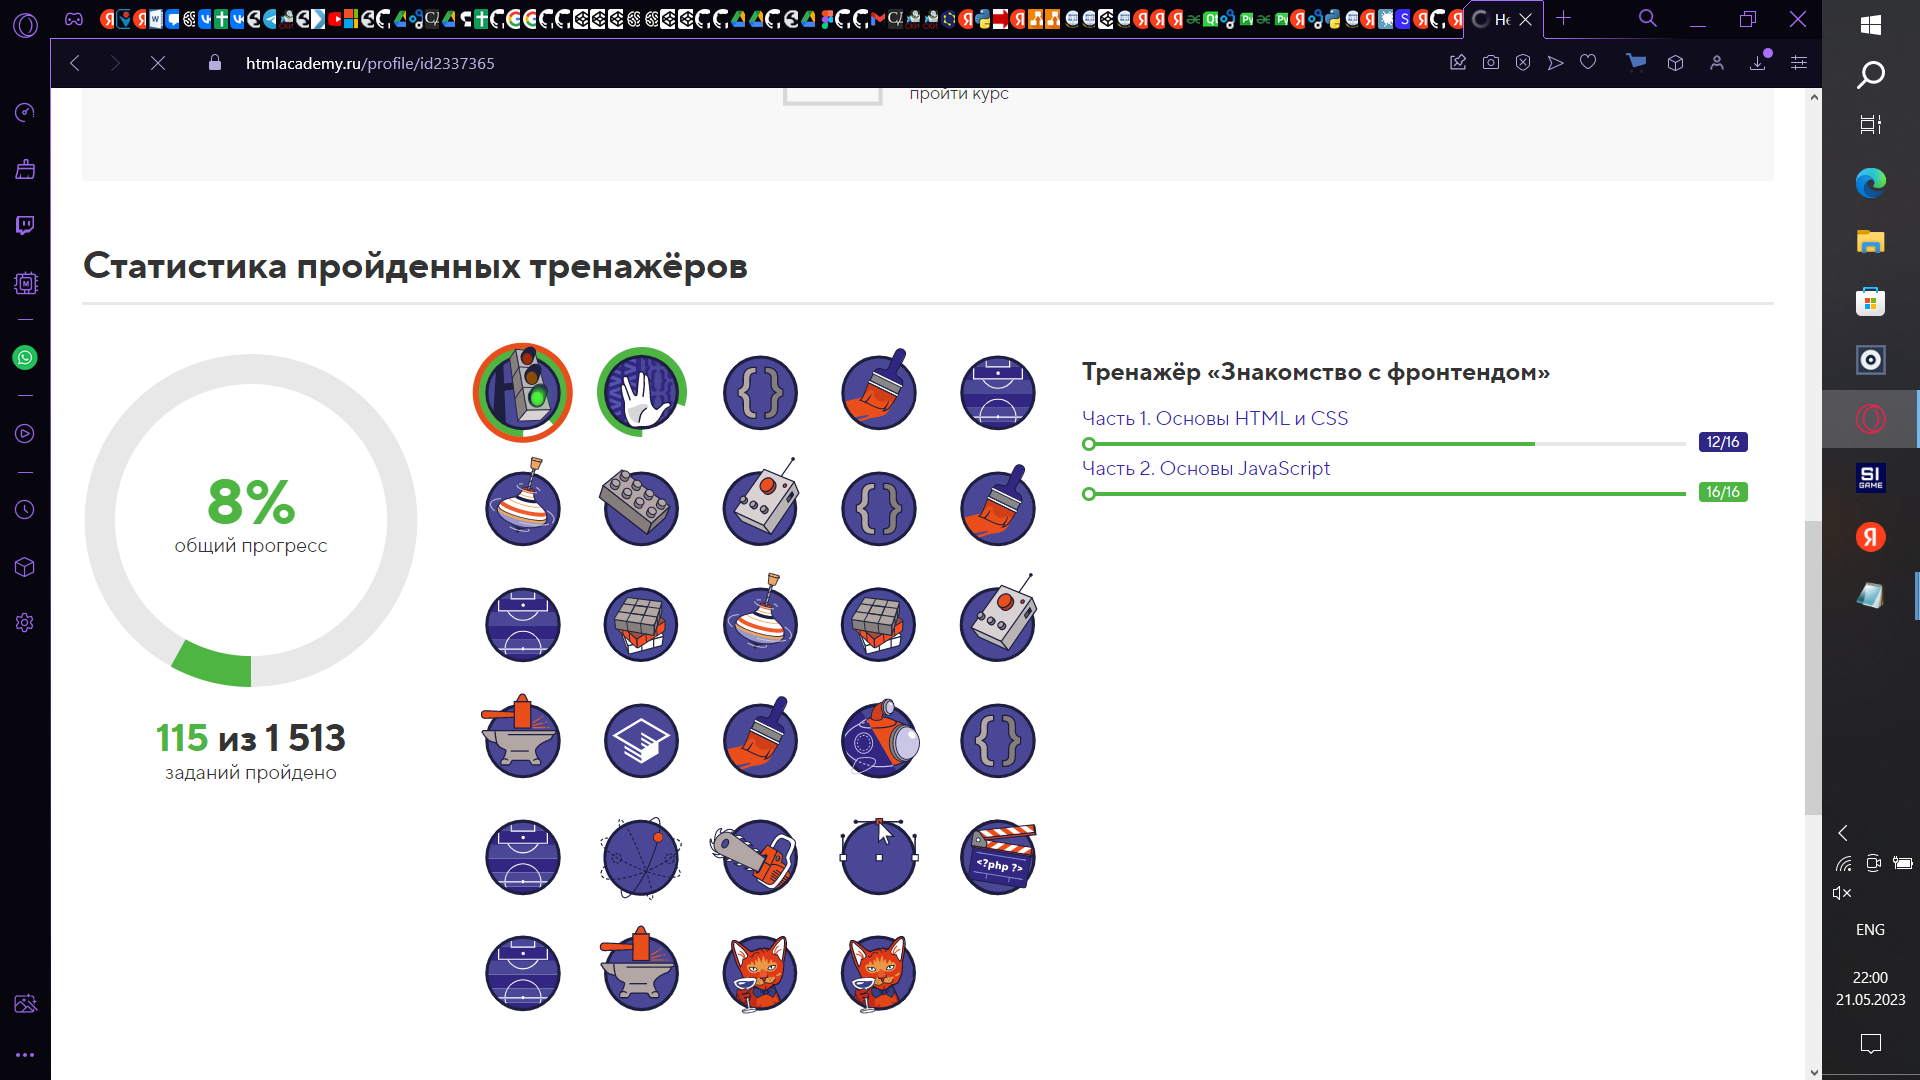 Не
htmlacademy.ru/profile/id2337365
пройти курс
Статистика пройденных тренажёров
8%
общий прогресс
115 из 1 513
заданий пройдено
<?php ?>
Тренажёр «Знакомство с фронтендом»
Часть 1. Основы HTML и CSS
12/16
Часть 2. Основы JavaScript
16/16
SI
GAME
Я
ENG
22:00
21.05.2023